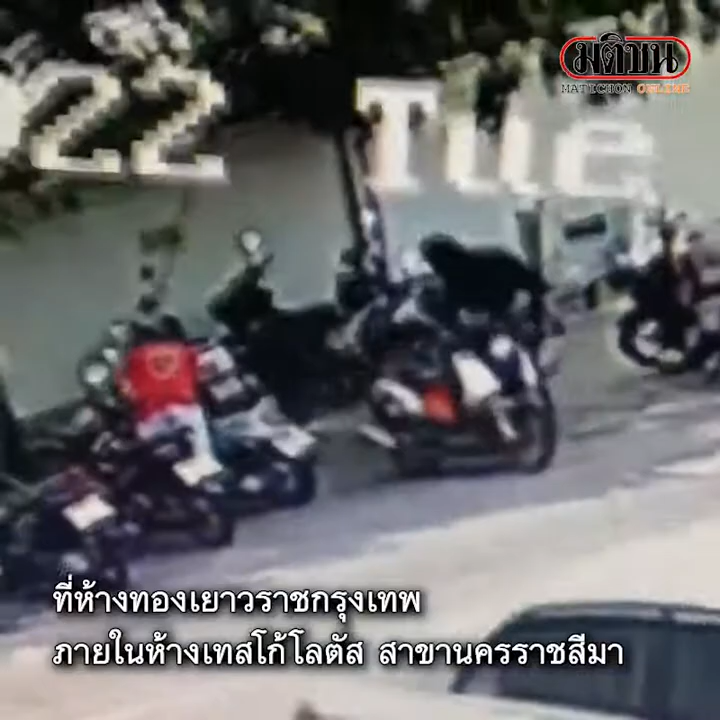 มติชน
MATICHON ONLINE
22 Tue
ที่ห้างทองเยาวราชกรุงเทพ
ภายในห้างเทสโก้โลตัส สาขานครราชสีมา